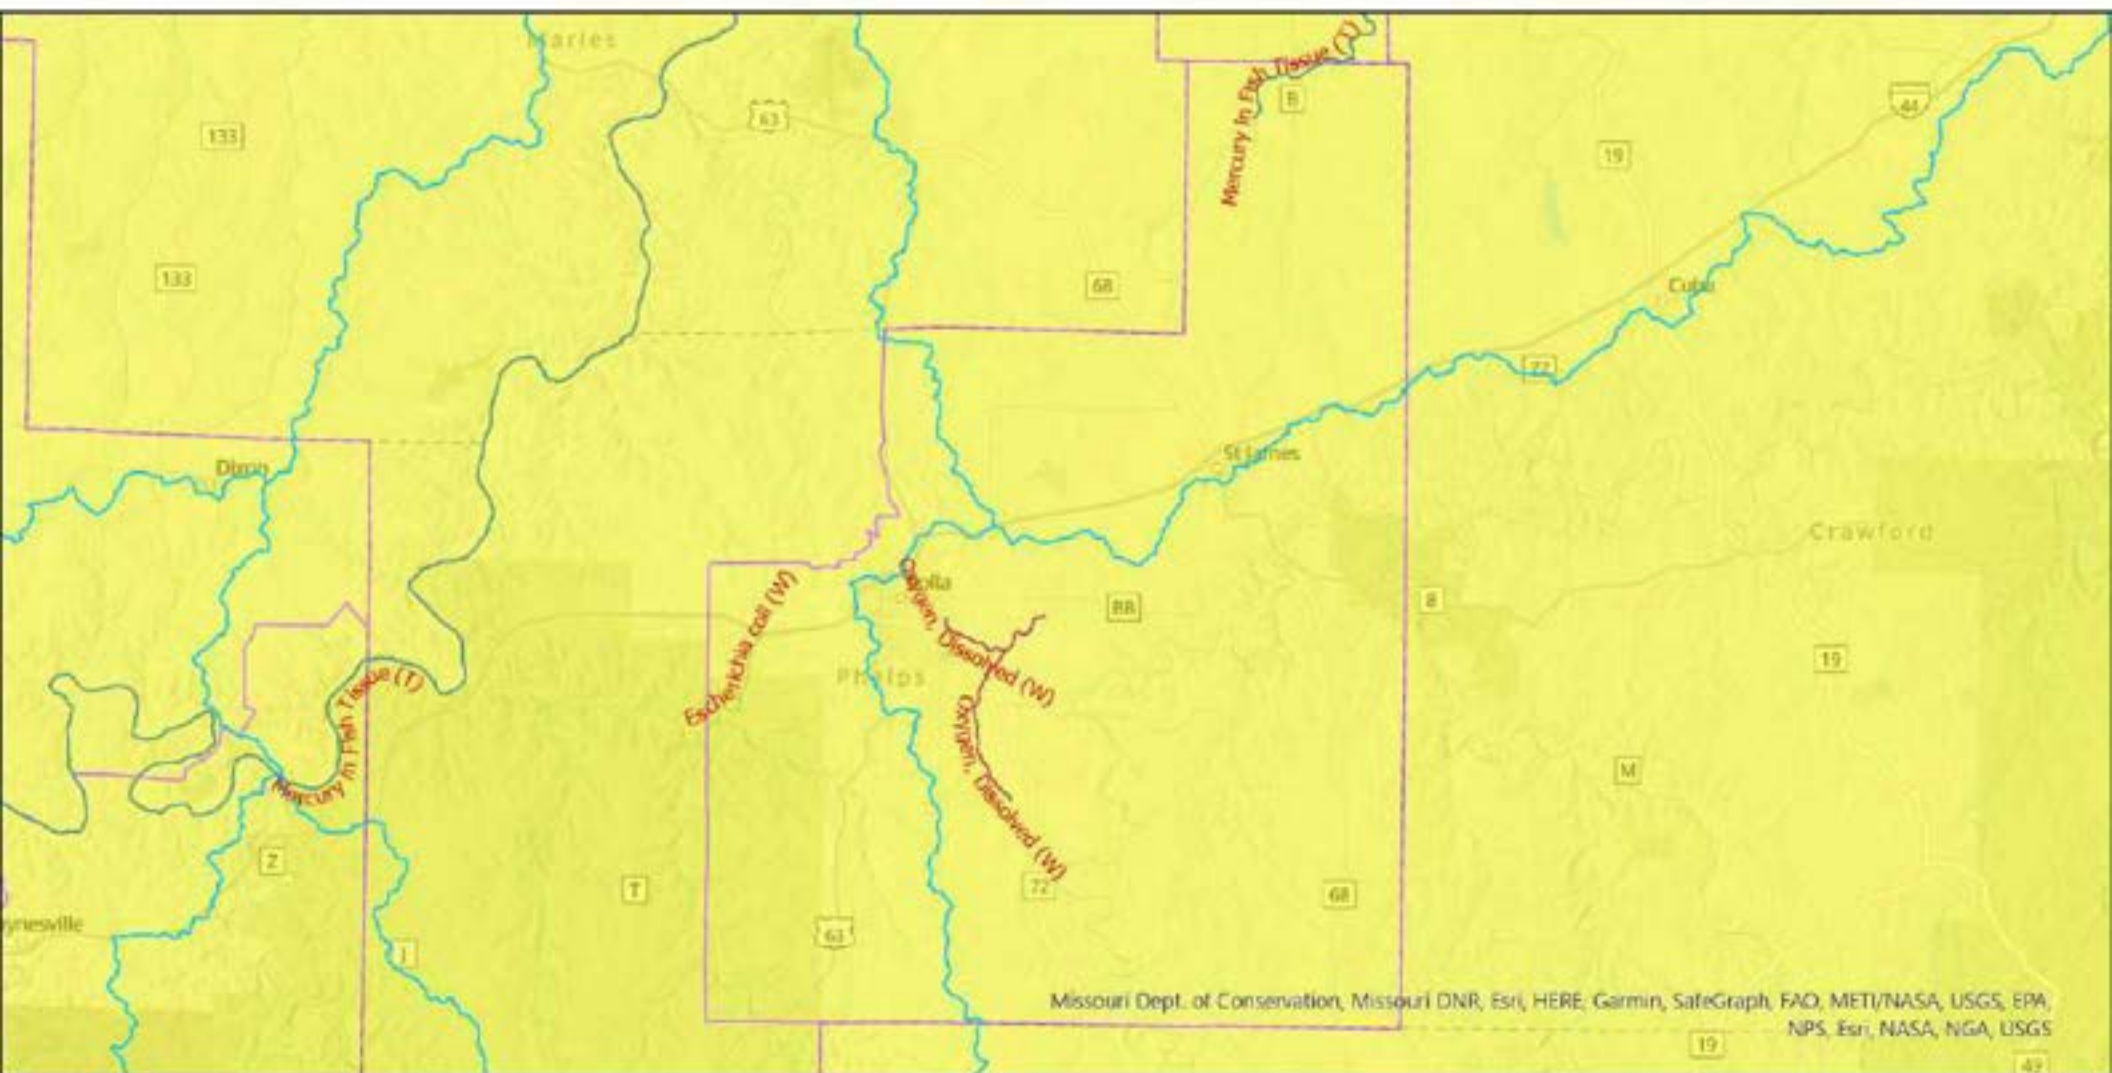 Maries
Mercury In Fish Tissue (T)
B
44
63
133
19
133
68
Cuba
72
Dixon
St James
Crawford
Rolla
BB
8
Escherichia coli (W)
Oxygen, Dissolved (W)
19
Phelps
Mercury In Fish Tissue (T)
Oxygen, Dissolved (W)
M
Z
T
72
68
ynesville
63
J
Missouri Dept. of Conservation, Missouri DNR, Esri, HERE, Garmin, SafeGraph, FAO, METI/NASA, USGS, EPA,
NPS, Esri, NASA, NGA, USGS
19
49